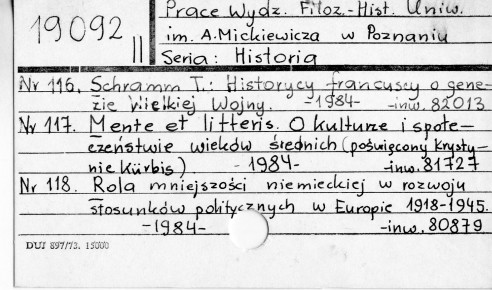 19092
II
Prace Wydz. Filoz.-Hist. Uniw.
im. A.Mickiewicza w Poznaniu
Seria: Historia
Nr 116. Schramm T.: Historycy francuscy o gene-
zie Wielkiej Wojny. -1984- -inw. 82013
Nr 117. Mente et litteris. O kulturze i społe-
czeństwie wieków średnich (poświęcony Krysty-
nie Kürbis) - 1984- -inw. 81727
Nr 118. Rola mniejszości niemieckiej w rozwoju
stosunków politycznych w Europie 1918-1945.
-1984- -inw. 80879
DUJ 897/73. 15000